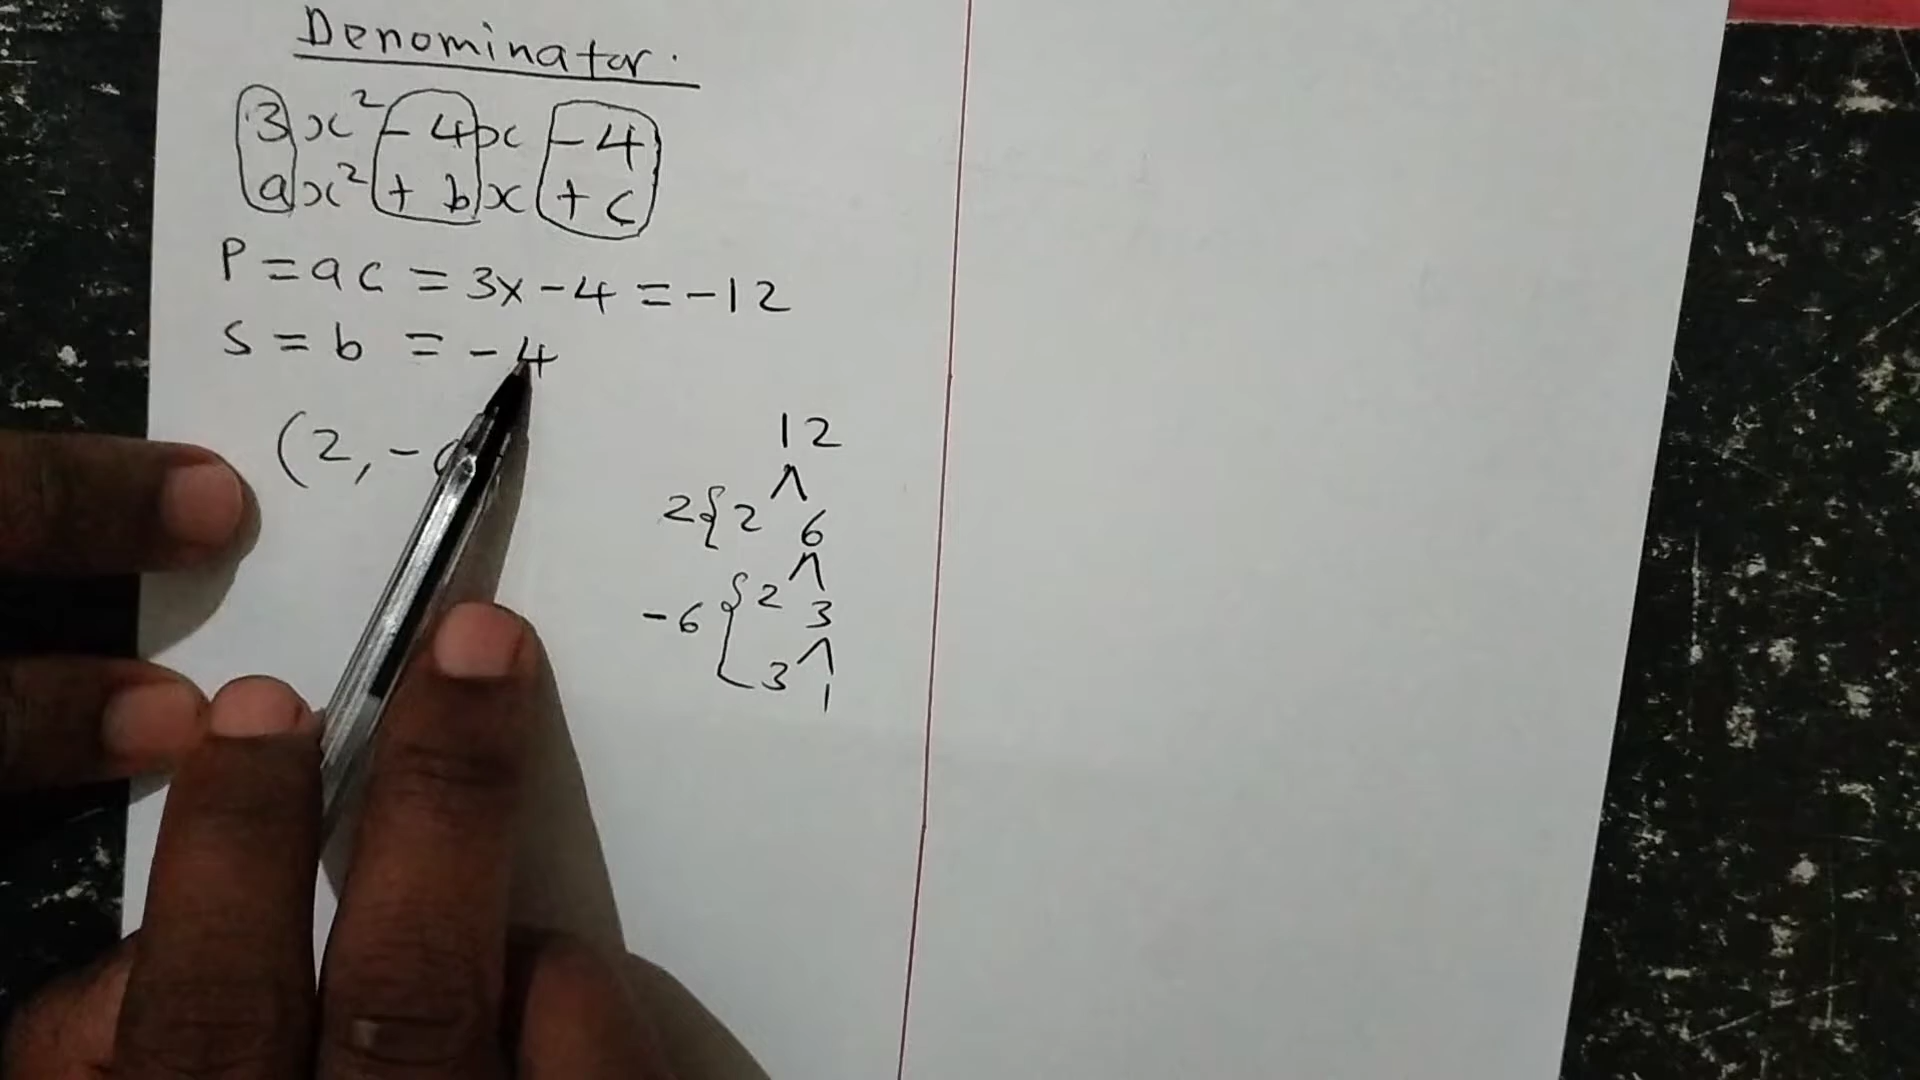 Denominator.
3x² - 4x - 4
ax² + bx + c
P = ac = 3x-4 = -12
S = b = -4
(2, -
12
2{2 6
-6{2 3
3 1